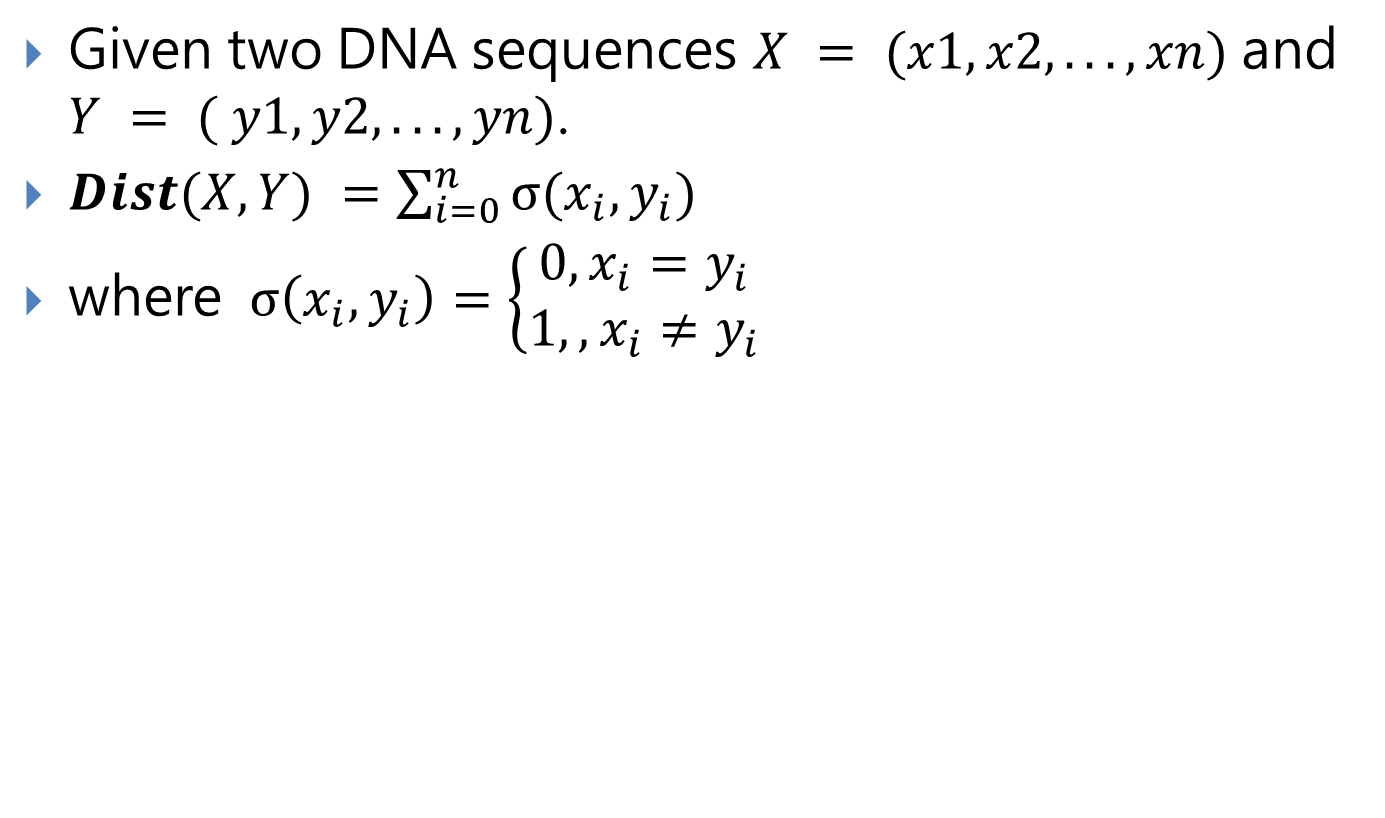 Given two DNA sequences X = (x1, x2, . . . , xn) and
Y = ( y1, y2, . . . , yn).
Dist(X, Y) = ∑ⁿᵢ₌₀ σ(xᵢ, yᵢ)
where σ(xᵢ, yᵢ) = { 0, xᵢ = yᵢ
1, , xᵢ ≠ yᵢ